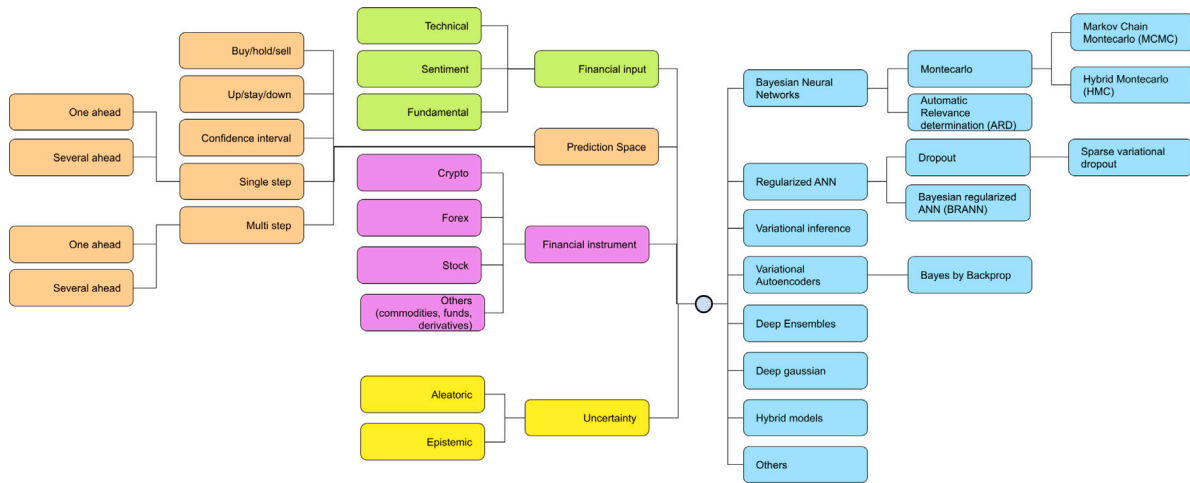 Technical
Sentiment
Fundamental
Financial input
Buy/hold/sell
Up/stay/down
Confidence interval
Single step
Multi step
One ahead
Several ahead
One ahead
Several ahead
Prediction Space
Crypto
Forex
Stock
Others
(commodities, funds,
derivatives)
Financial instrument
Aleatoric
Epistemic
Uncertainty
Bayesian Neural
Networks
Montecarlo
Markov Chain
Montecarlo (MCMC)
Hybrid Montecarlo
(HMC)
Automatic
Relevance
determination (ARD)
Regularized ANN
Dropout
Sparse variational
dropout
Bayesian regularized
ANN (BRANN)
Variational inference
Variational
Autoencoders
Bayes by Backprop
Deep Ensembles
Deep gaussian
Hybrid models
Others